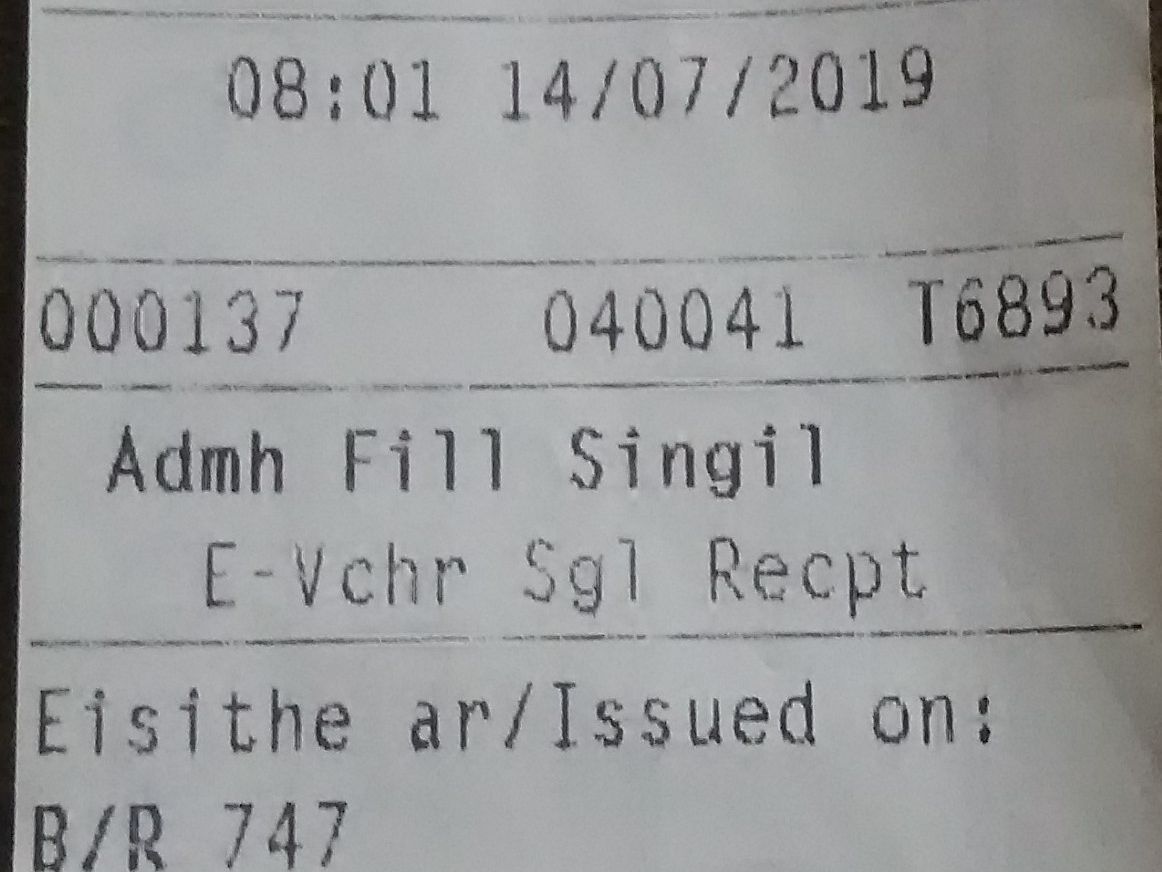 08:01 14/07/2019
000137 040041 T6893
Admh Fill Singil
E-Vchr Sgl Recpt
Eisithe ar/Issued on:
B/R 747